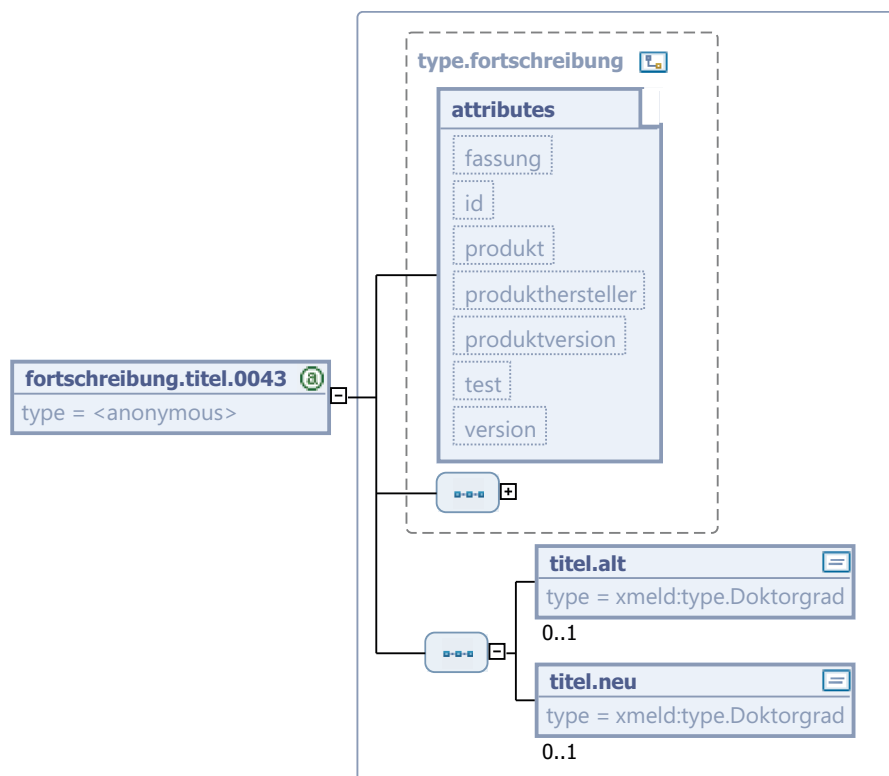 type.fortschreibung
attributes
fassung
id
produkt
produkthersteller
produktversion
test
version
fortschreibung.titel.0043 @
type = <anonymous>
titel.alt
type = xmeld:type.Doktorgrad
0..1
titel.neu
type = xmeld:type.Doktorgrad
0..1